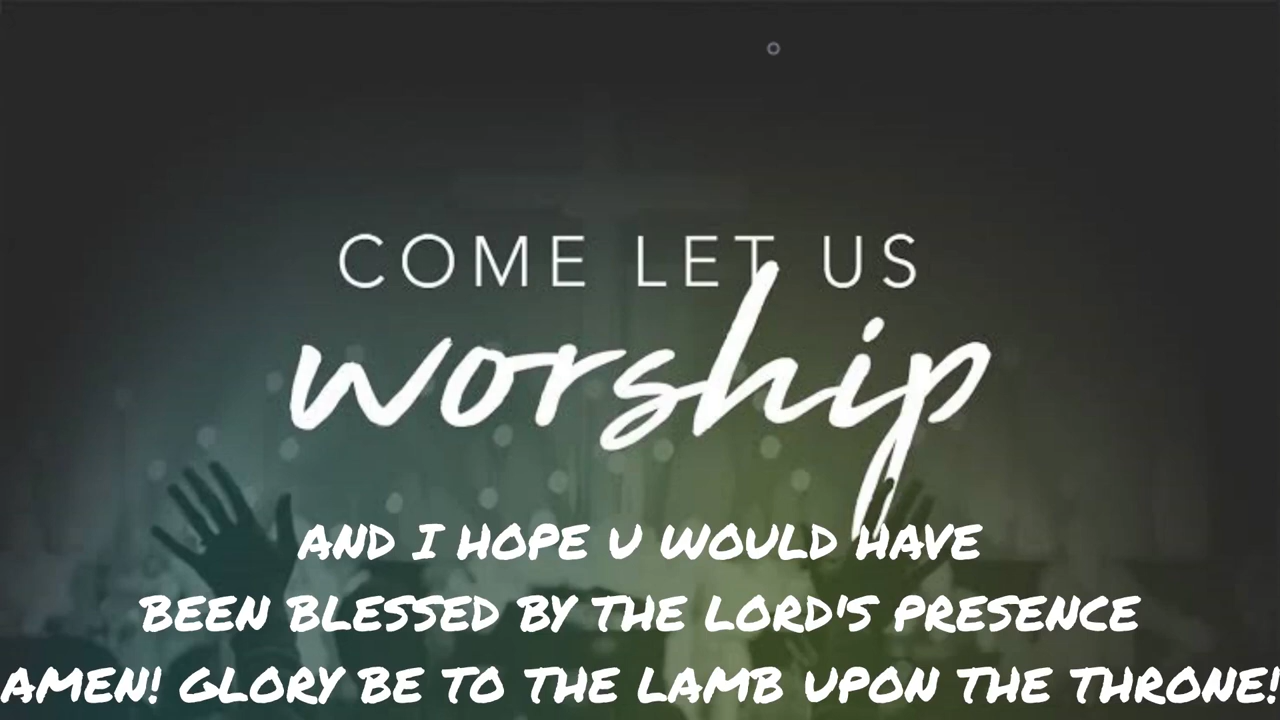 COME LET US
worship
AND I HOPE U WOULD HAVE
BEEN BLESSED BY THE LORD'S PRESENCE
AMEN! GLORY BE TO THE LAMB UPON THE THRONE!